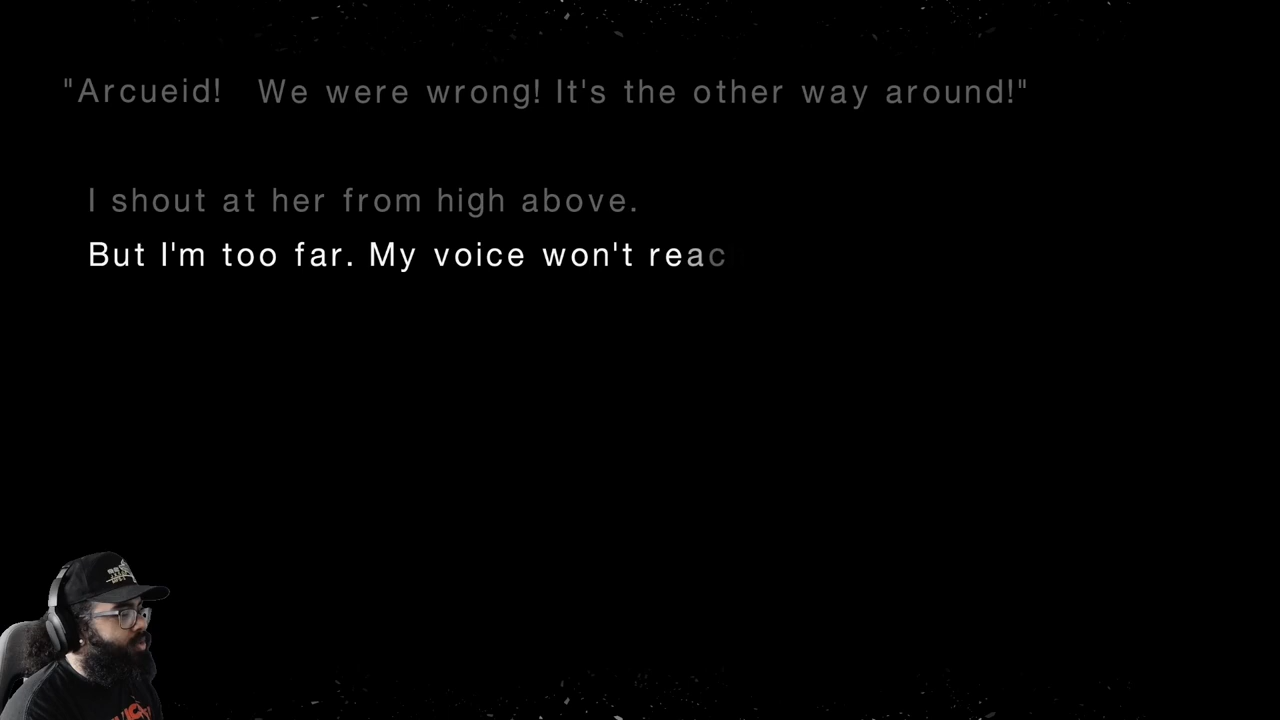 "Arcueid! We were wrong! It's the other way around!"
I shout at her from high above.
But I'm too far. My voice won't reac